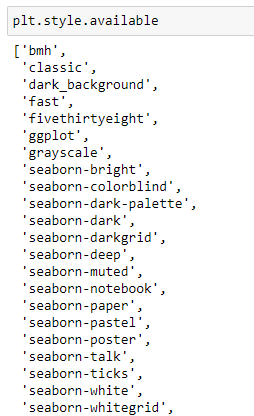 plt.style.available
['bmh',
'classic',
'dark_background',
'fast',
'fivethirtyeight',
'ggplot',
'grayscale',
'seaborn-bright',
'seaborn-colorblind',
'seaborn-dark-palette',
'seaborn-dark',
'seaborn-darkgrid',
'seaborn-deep',
'seaborn-muted',
'seaborn-notebook',
'seaborn-paper',
'seaborn-pastel',
'seaborn-poster',
'seaborn-talk',
'seaborn-ticks',
'seaborn-white',
'seaborn-whitegrid',